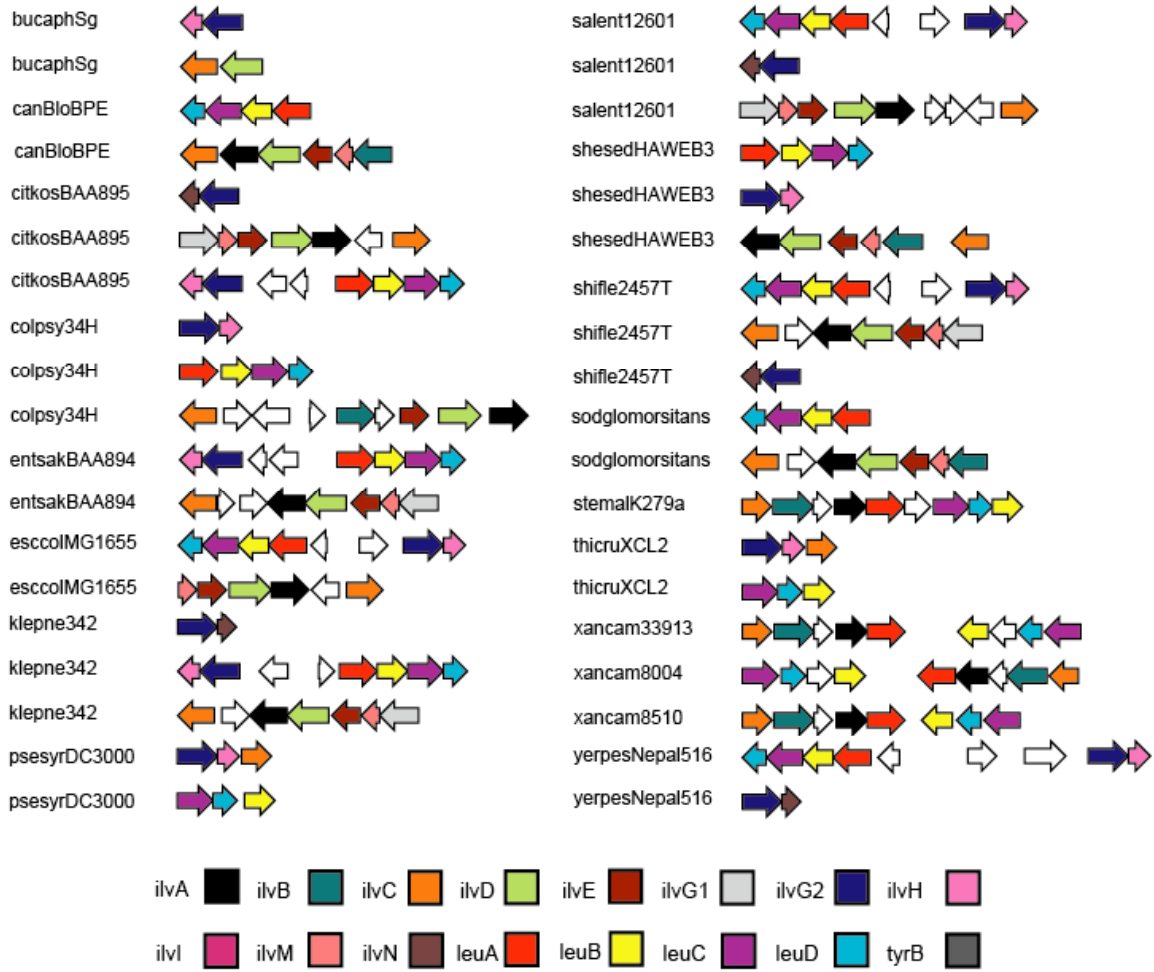 bucaphSg
bucaphSg
canBloBPE
canBloBPE
citkosBAA895
citkosBAA895
citkosBAA895
colpsy34H
colpsy34H
colpsy34H
entsakBAA894
entsakBAA894
esccolMG1655
esccolMG1655
klepne342
klepne342
klepne342
psesyrDC3000
psesyrDC3000
salent12601
salent12601
salent12601
shesedHAWEB3
shesedHAWEB3
shesedHAWEB3
shifle2457T
shifle2457T
shifle2457T
sodglomorsitans
sodglomorsitans
stemalK279a
thicruXCL2
thicruXCL2
xancam33913
xancam8004
xancam8510
yerpesNepal516
yerpesNepal516
ilvA ilvB ilvC ilvD ilvE ilvG1 ilvG2 ilvH
ilvI ilvM ilvN leuA leuB leuC leuD tyrB